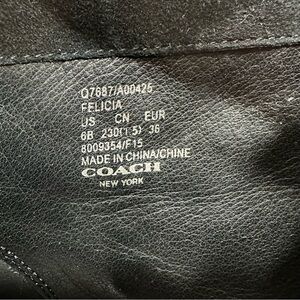 Q7687/A00425
FELICIA
US CN EUR
6B 230(1.5) 36
8009354/F15
MADE IN CHINA/CHINE
COACH
NEW YORK